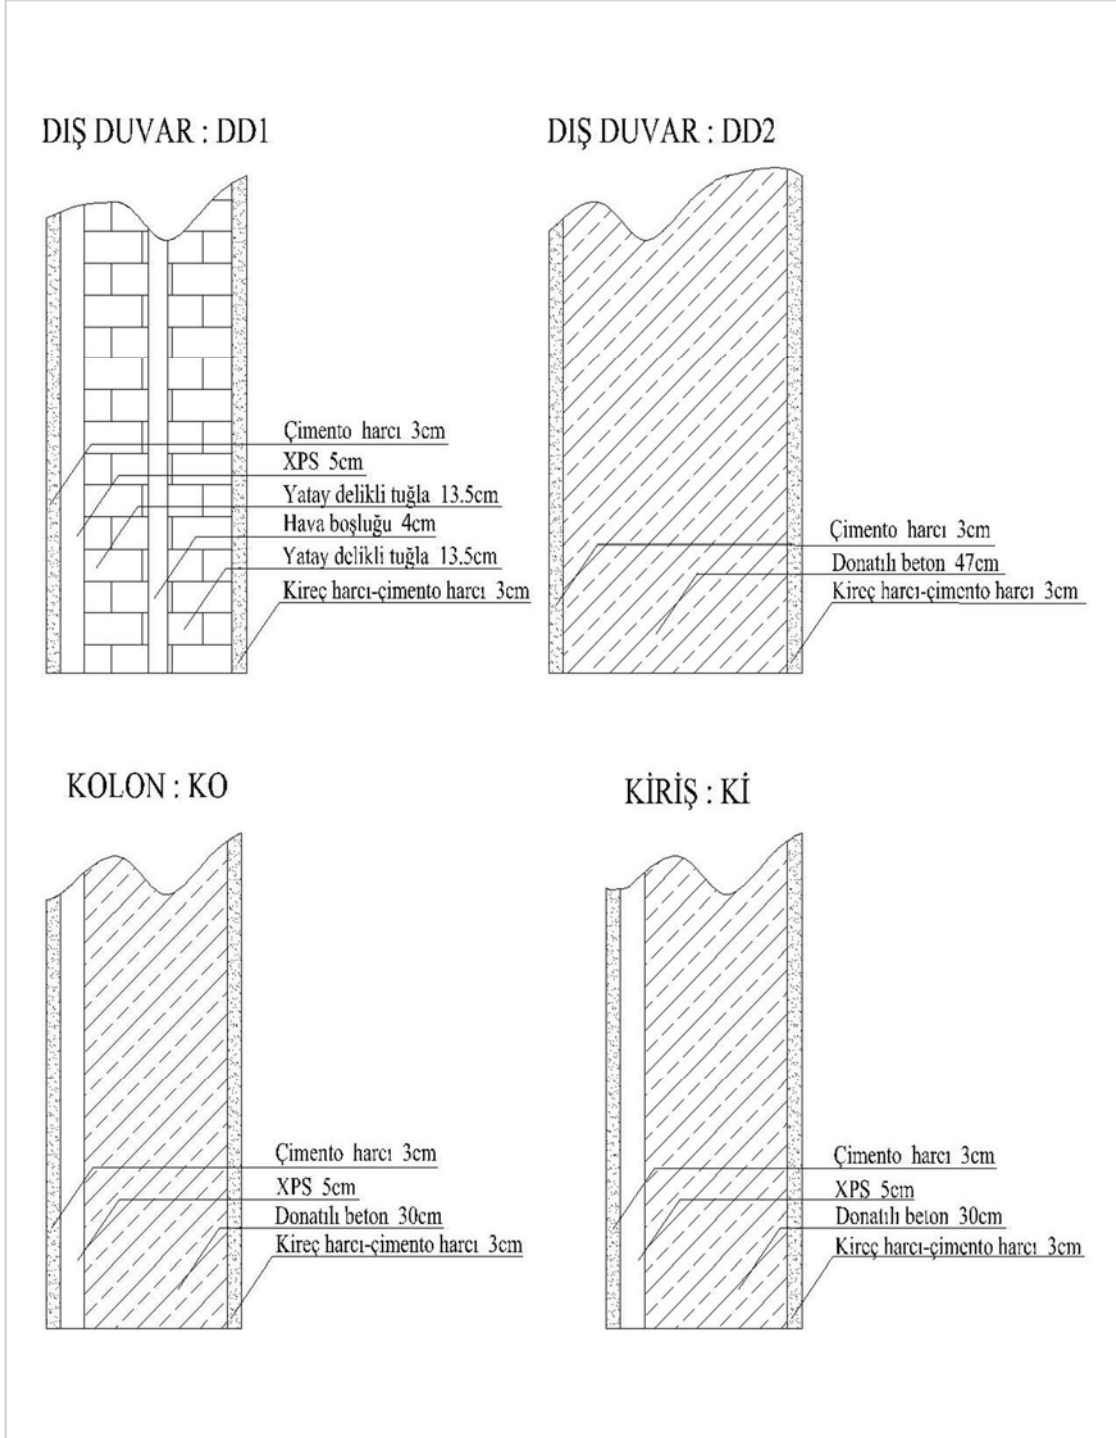 DIŞ DUVAR : DD1
Çimento harcı 3cm
XPS 5cm
Yatay delikli tuğla 13.5cm
Hava boşluğu 4cm
Yatay delikli tuğla 13.5cm
Kireç harcı-çimento harcı 3cm
DIŞ DUVAR : DD2
Çimento harcı 3cm
Donatılı beton 47cm
Kireç harcı-çimento harcı 3cm
KOLON : KO
Çimento harcı 3cm
XPS 5cm
Donatılı beton 30cm
Kireç harcı-çimento harcı 3cm
KİRİŞ : Kİ
Çimento harcı 3cm
XPS 5cm
Donatılı beton 30cm
Kireç harcı-çimento harcı 3cm